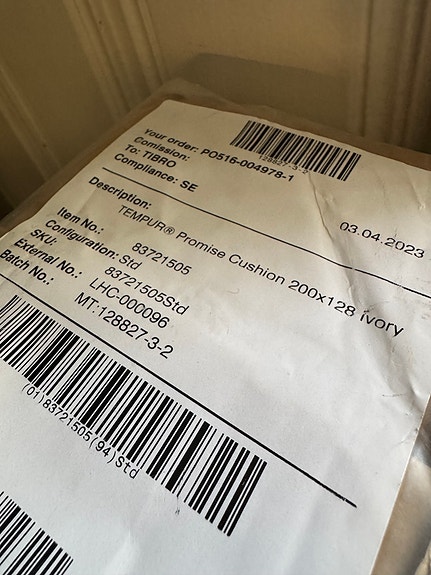 Your order: PO516-004978-1
128827-3-2
Comission:
To: TIBRO
Compliance: SE
03.04.2023
Description:
TEMPUR® Promise Cushion 200x128 ivory
Item No.: 83721505
Configuration: Std
SKU: 83721505Std
External No.: LHC-000096
Batch No.: MT:128827-3-2
(01)83721505(94)Std